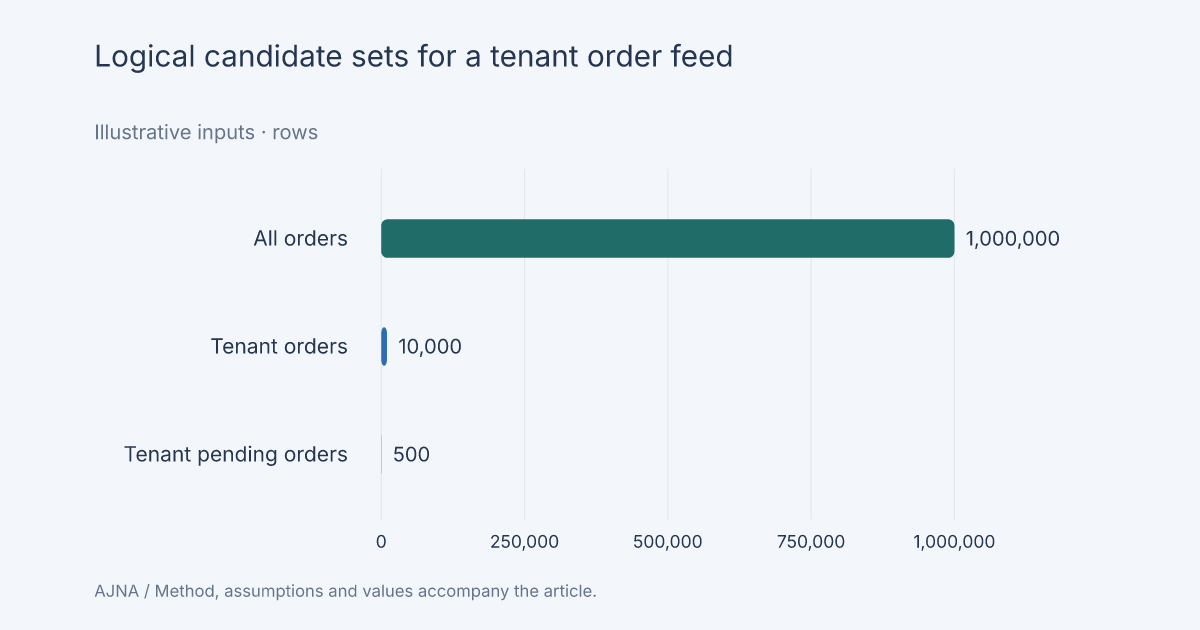 Logical candidate sets for a tenant order feed
Illustrative inputs · rows
All orders
1,000,000
Tenant orders
10,000
Tenant pending orders
500
0
250,000
500,000
750,000
1,000,000
AJNA / Method, assumptions and values accompany the article.